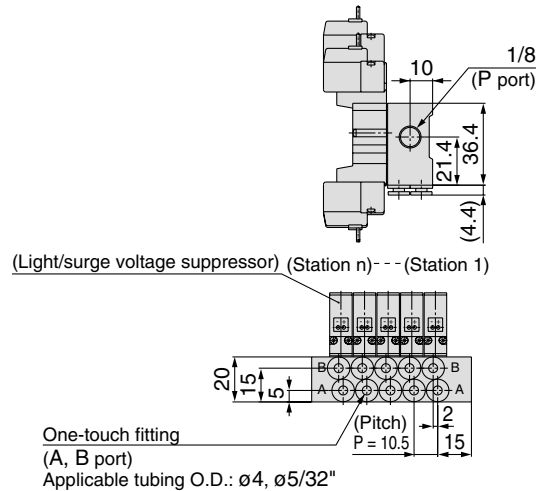 1/8
(P port)
10
36.4
21.4
(4.4)
(Light/surge voltage suppressor) (Station n)---(Station 1)
B B
A A
20
15
5
(Pitch)
P = 10.5
2
15
One-touch fitting
(A, B port)
Applicable tubing O.D.: ø4, ø5/32"